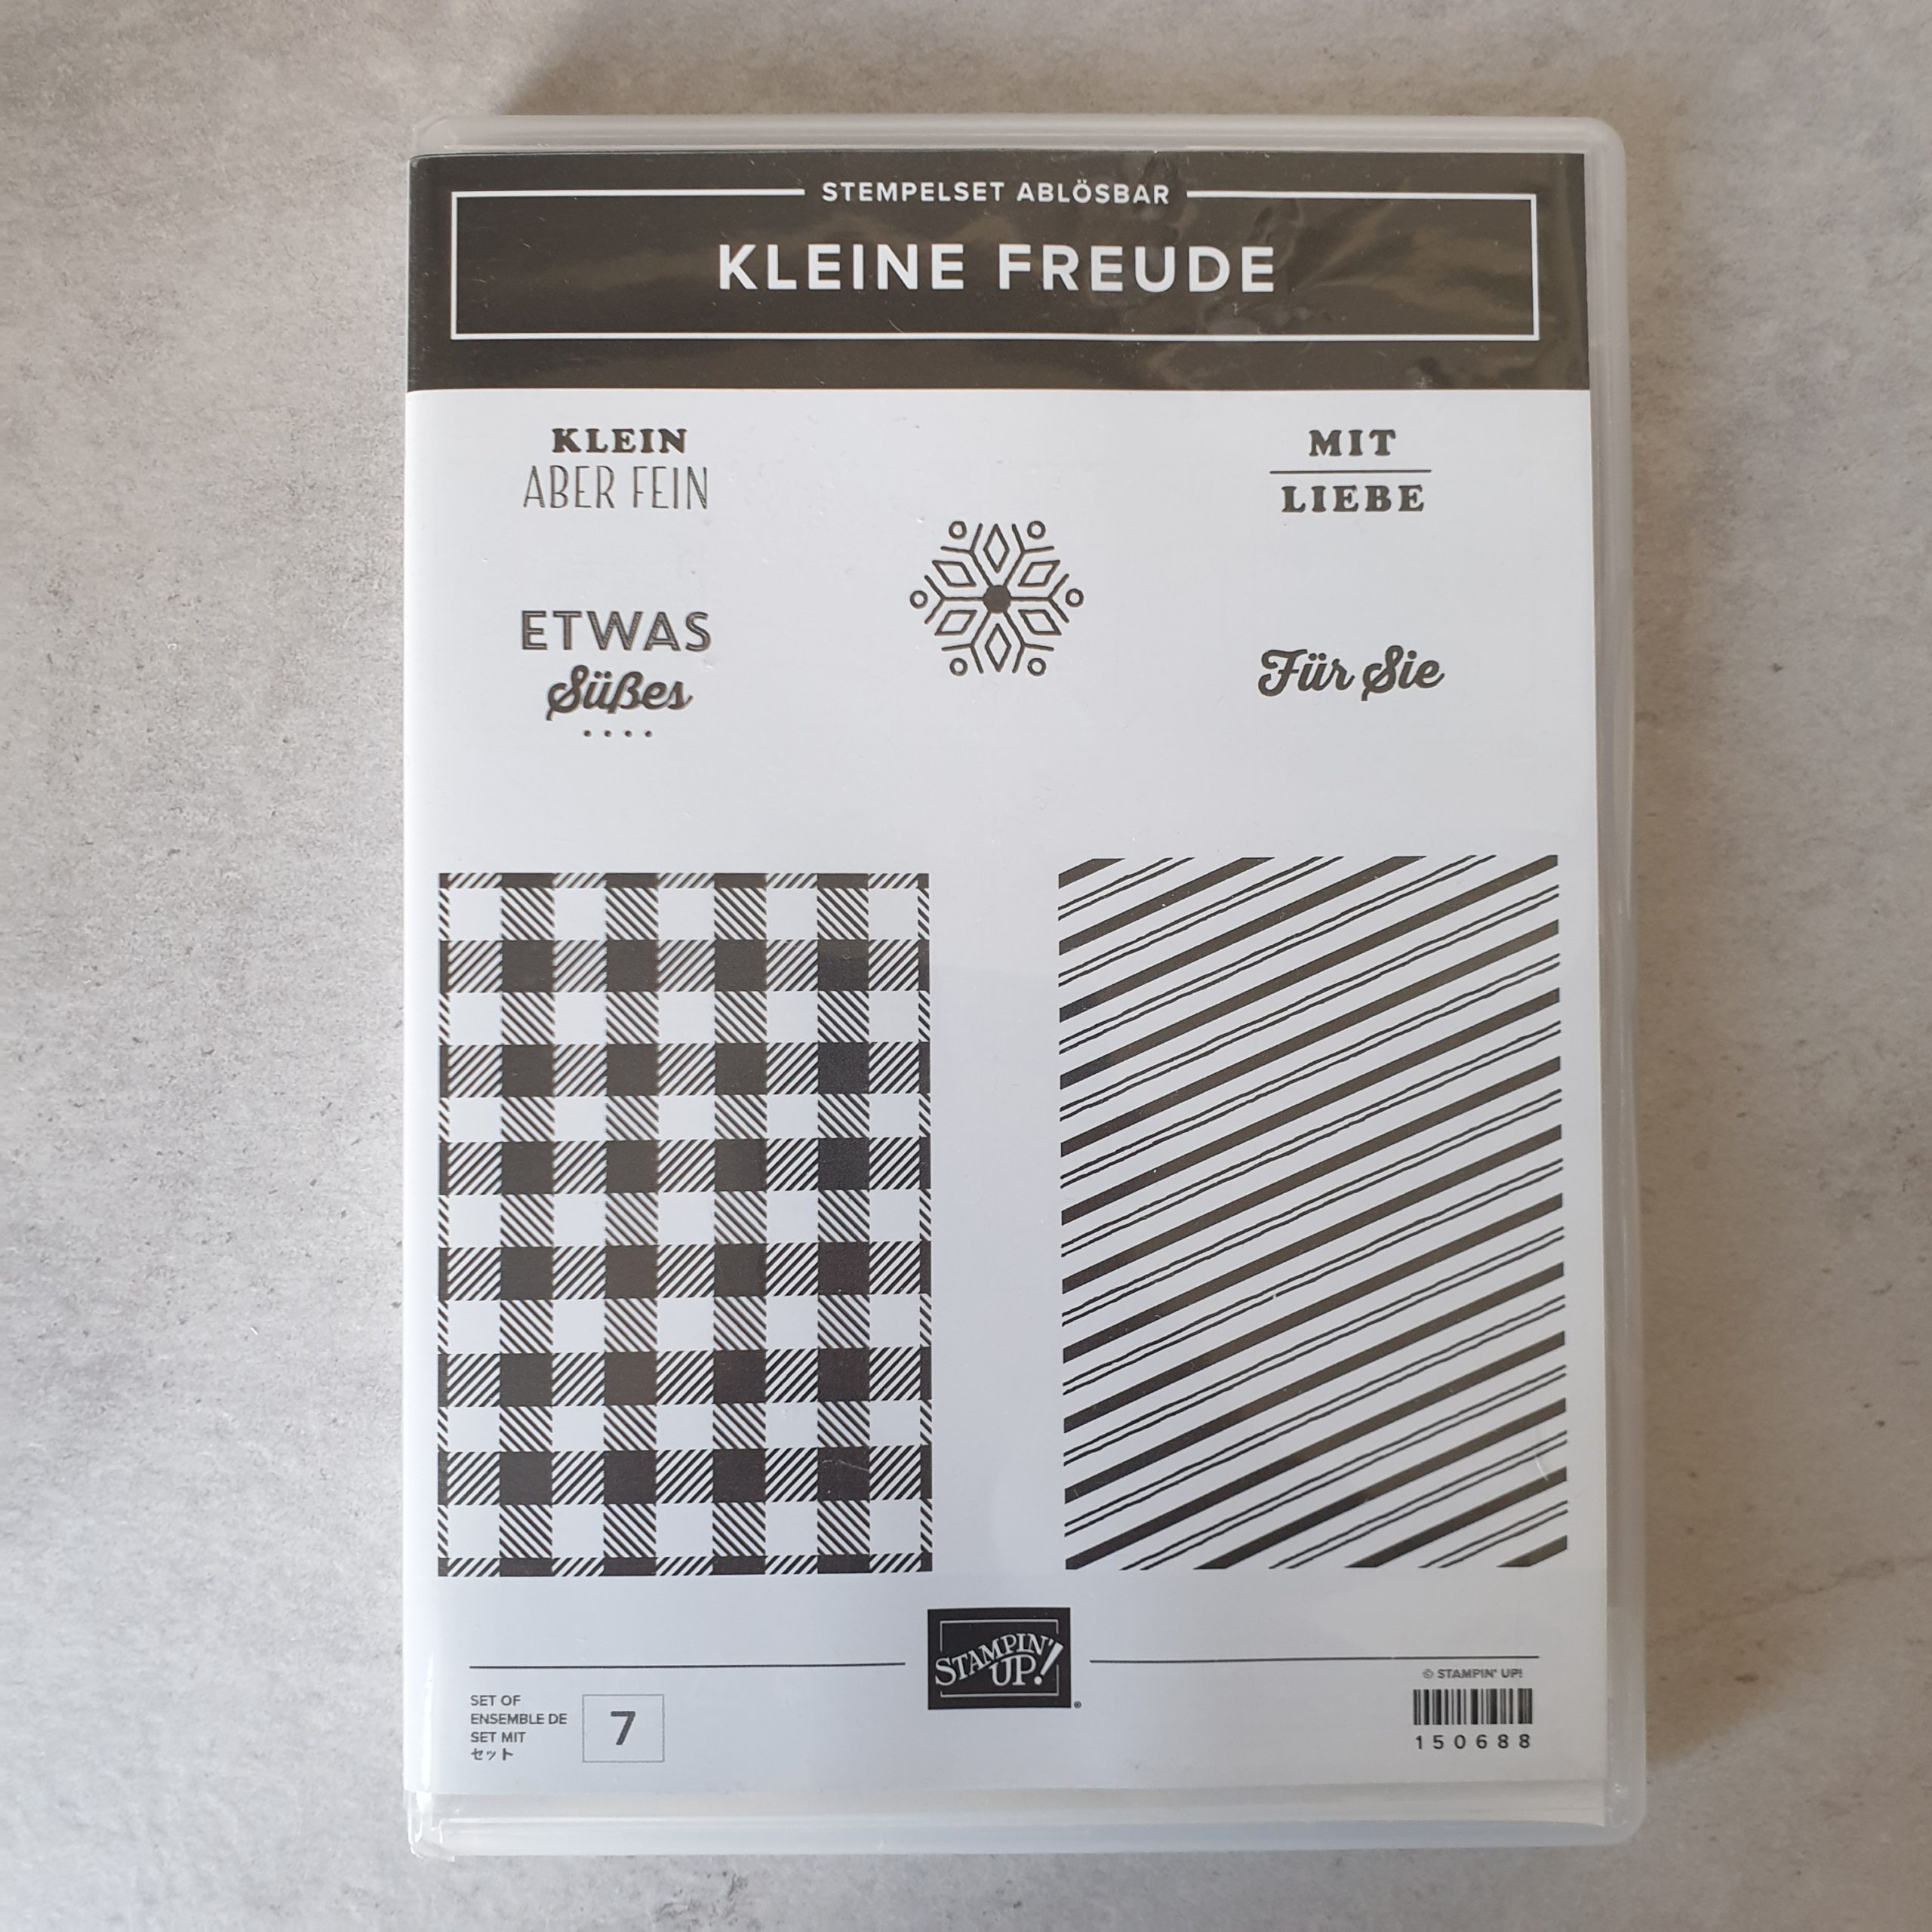 STEMPELSET ABLÖSBAR
KLEINE FREUDE
KLEIN
ABER FEIN
MIT
LIEBE
ETWAS
Süßes
Für Sie
STAMPIN'
UP!
®
SET OF
ENSEMBLE DE
SET MIT
セット
7
© STAMPIN' UP!
150688